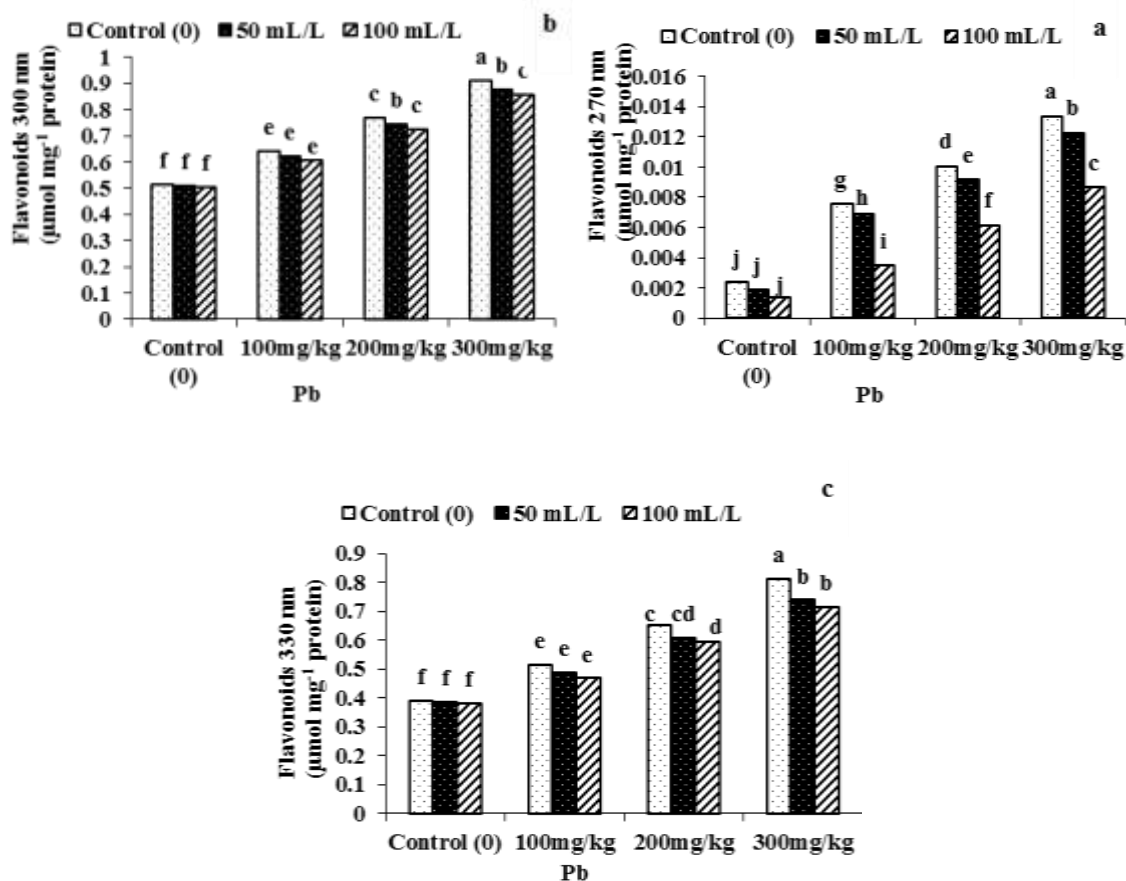 Control (0) 50 mL/L 100 mL/L
b
Flavonoids 300 nm
(µmol mg⁻¹ protein)
1
0.9
0.8
0.7
0.6
0.5
0.4
0.3
0.2
0.1
0
f f f
e e e
c b c
a b c
Control
(0)
100mg/kg 200mg/kg 300mg/kg
Pb
Control (0) 50 mL/L 100 mL/L
a
Flavonoids 270 nm
(µmol mg⁻¹ protein)
0.016
0.014
0.012
0.01
0.008
0.006
0.004
0.002
0
j j j
g h i
d e f
a b c
Control
(0)
100mg/kg 200mg/kg 300mg/kg
Pb
c
Control (0) 50 mL/L 100 mL/L
Flavonoids 330 nm
(µmol mg⁻¹ protein)
0.9
0.8
0.7
0.6
0.5
0.4
0.3
0.2
0.1
0
f f f
e e e
c cd d
a b b
Control (0) 100mg/kg 200mg/kg 300mg/kg
Pb